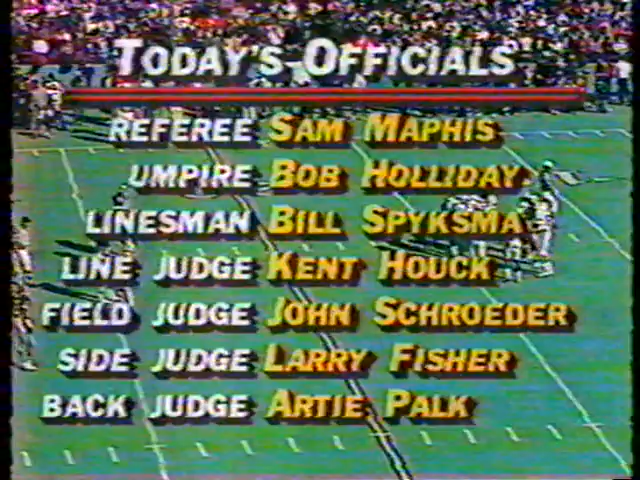 TODAY'S OFFICIALS
REFEREE SAM MAPHIS
UMPIRE BOB HOLLIDAY
LINESMAN BILL SPYKSMA
LINE JUDGE KENT HOUCK
FIELD JUDGE JOHN SCHROEDER
SIDE JUDGE LARRY FISHER
BACK JUDGE ARTIE PALK